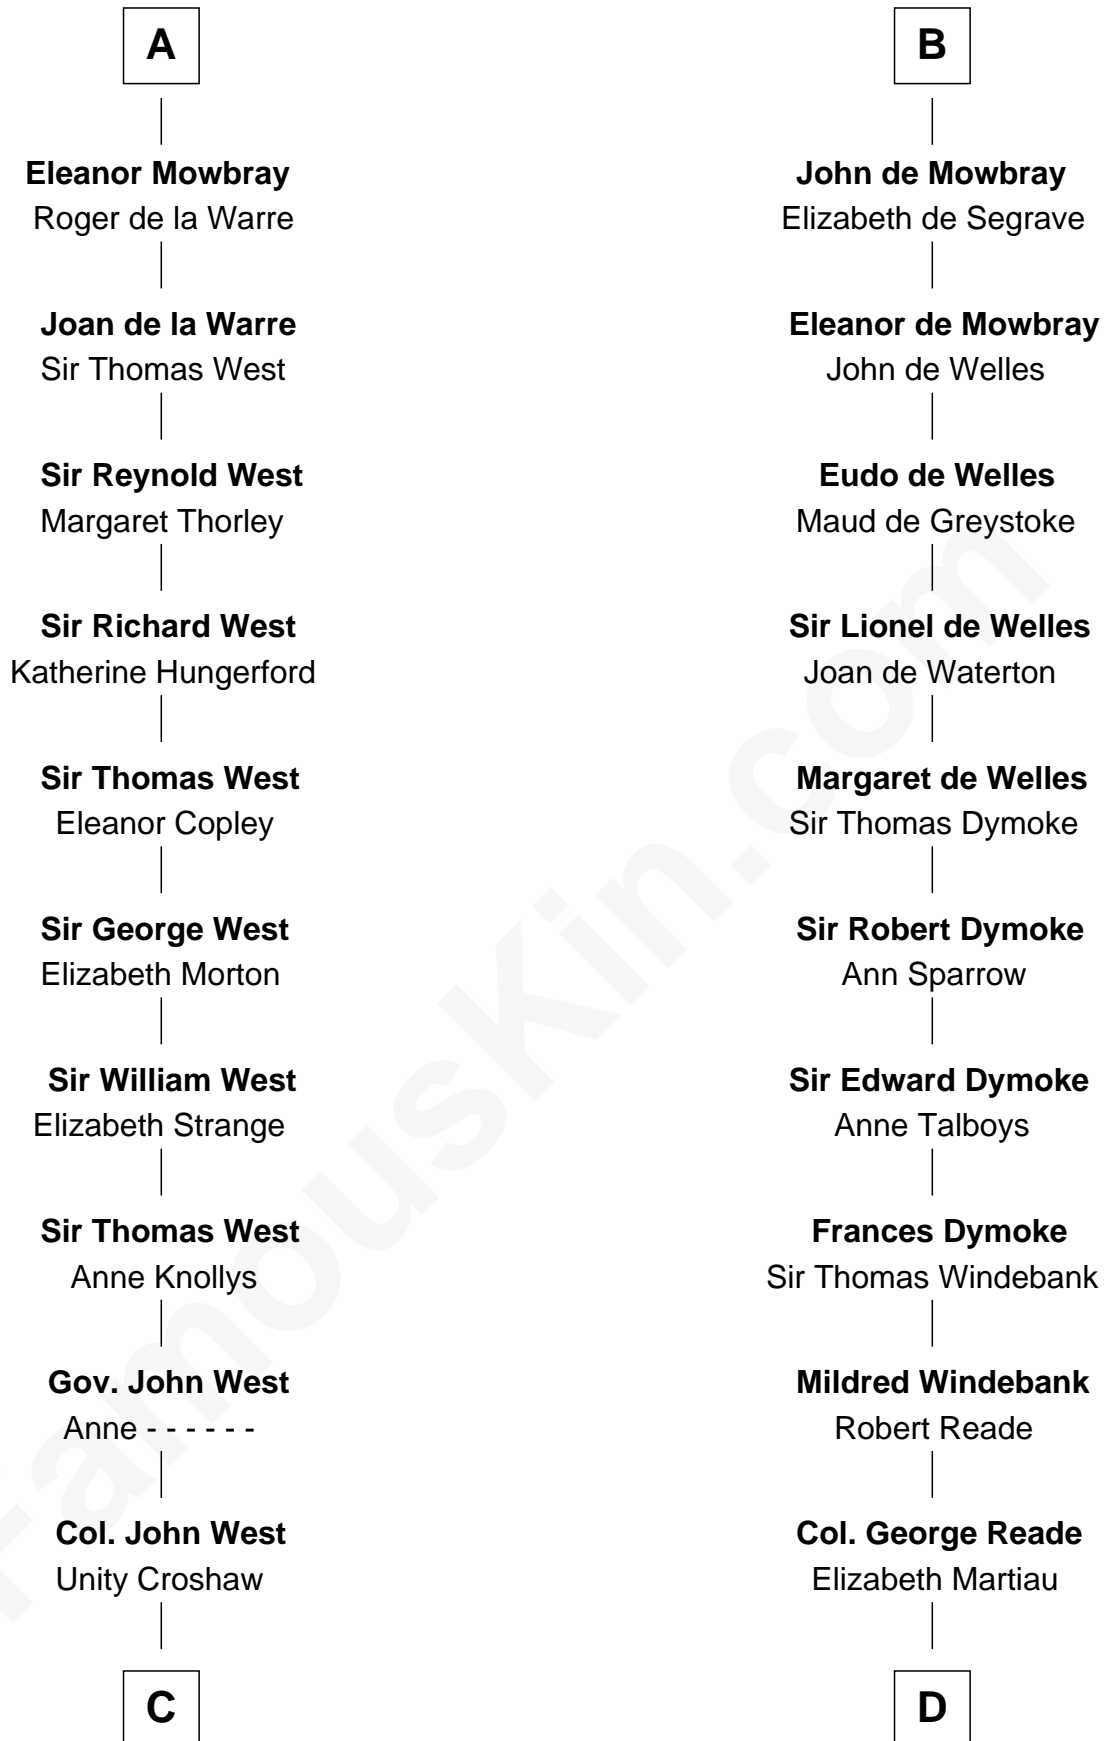 A
Eleanor Mowbray
Roger de la Warre
Joan de la Warre
Sir Thomas West
Sir Reynold West
Margaret Thorley
Sir Richard West
Katherine Hungerford
Sir Thomas West
Eleanor Copley
Sir George West
Elizabeth Morton
Sir William West
Elizabeth Strange
Sir Thomas West
Anne Knollys
Gov. John West
Anne - - - - - -
Col. John West
Unity Croshaw
C
B
John de Mowbray
Elizabeth de Segrave
Eleanor de Mowbray
John de Welles
Eudo de Welles
Maud de Greystoke
Sir Lionel de Welles
Joan de Waterton
Margaret de Welles
Sir Thomas Dymoke
Sir Robert Dymoke
Ann Sparrow
Sir Edward Dymoke
Anne Talboys
Frances Dymoke
Sir Thomas Windebank
Mildred Windebank
Robert Reade
Col. George Reade
Elizabeth Martiau
D
FamousKin.com